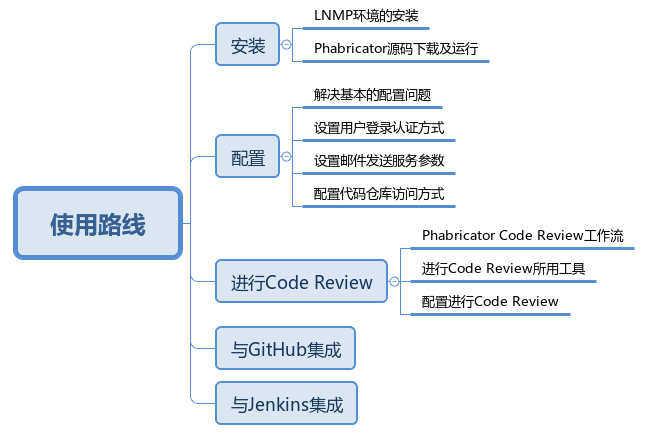 使用路线
安装
LNMP环境的安装
Phabricator源码下载及运行
配置
解决基本的配置问题
设置用户登录认证方式
设置邮件发送服务参数
配置代码仓库访问方式
进行Code Review
Phabricator Code Review工作流
进行Code Review所用工具
配置进行Code Review
与GitHub集成
与Jenkins集成